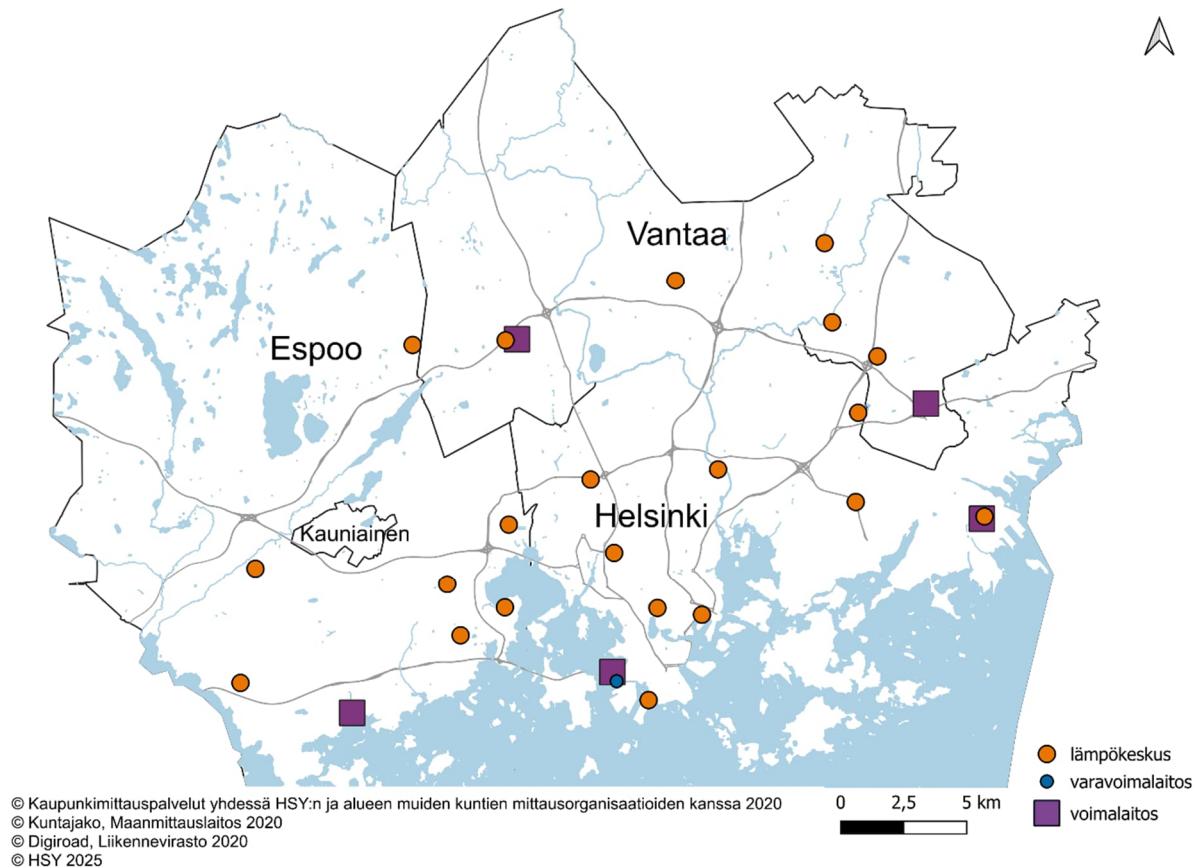 Vantaa
Espoo
Helsinki
Kauniainen
lämpökeskus
varavoimalaitos
voimalaitos
0 2,5 5 km
© Kaupunkimittauspalvelut yhdessä HSY:n ja alueen muiden kuntien mittausorganisaatioiden kanssa 2020
© Kuntajako, Maanmittauslaitos 2020
© Digiroad, Liikennevirasto 2020
© HSY 2025